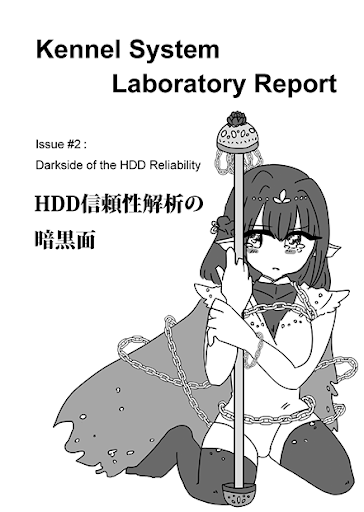 Kennel System
Laboratory Report
Issue #2 :
Darkside of the HDD Reliability
HDD信頼性解析の
暗黒面